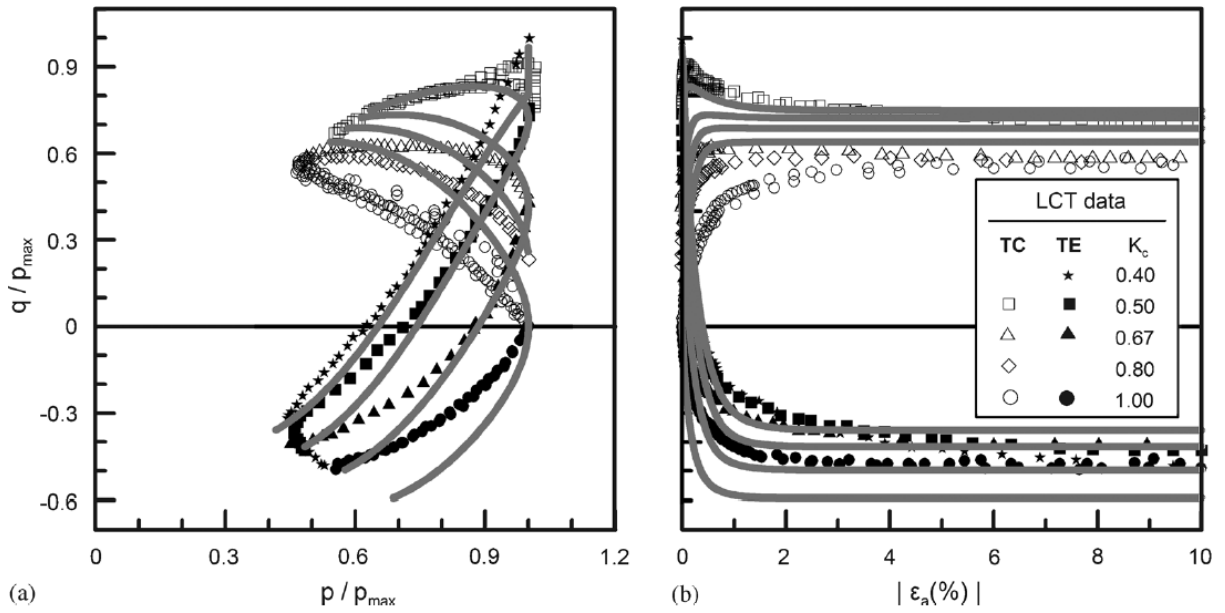 0.9
0.6
0.3
0
-0.3
-0.6
q / p_max
0 0.3 0.6 0.9 1.2
(a)
p / p_max
LCT data
TC TE K_c
0.40
0.50
0.67
0.80
1.00
0 2 4 6 8 10
(b)
| ε_a(%) |